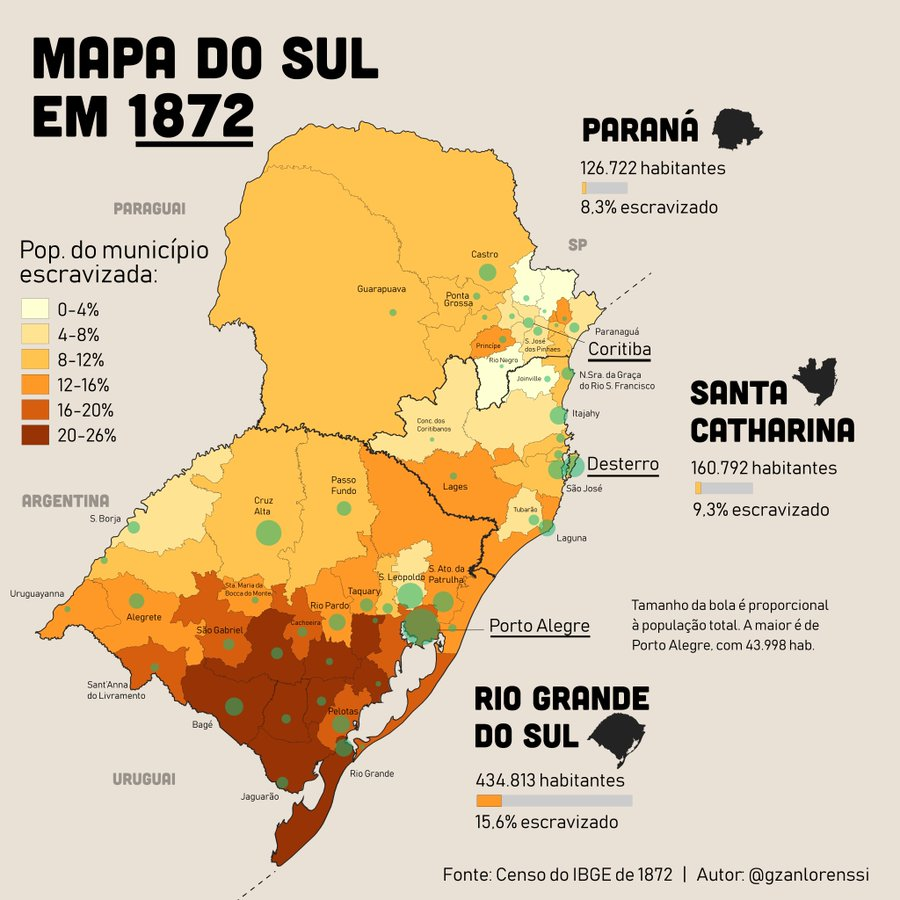 MAPA DO SUL
EM 1872
PARAGUAI
Pop. do município
escravizada:
0-4%
4-8%
8-12%
12-16%
16-20%
20-26%
PARANÁ
126.722 habitantes
8,3% escravizado
SP
Castro
Guarapuava
Ponta
Grossa
Paranaguá
Príncipe
S. José
dos Pinhaes
Coritiba
Rio Negro
Joinville
N.Sra. da Graça
do Rio S. Francisco
Itajahy
Conc. dos
Coritibanos
SANTA
CATHARINA
160.792 habitantes
9,3% escravizado
Desterro
Lages
São José
Tubarão
Laguna
ARGENTINA
S. Borja
Cruz
Alta
Passo
Fundo
Uruguayanna
Alegrete
Sta. Maria da
Bocca do Monte
S. Leopoldo
S. Ato. da
Patrulha
Taquary
Rio Pardo
Cachoeira
São Gabriel
Porto Alegre
Tamanho da bola é proporcional
à população total. A maior é de
Porto Alegre, com 43.998 hab.
Sant'Anna
do Livramento
Bagé
Pelotas
Rio Grande
Jaguarão
URUGUAI
RIO GRANDE
DO SUL
434.813 habitantes
15,6% escravizado
Fonte: Censo do IBGE de 1872 | Autor: @gzanlorenssi